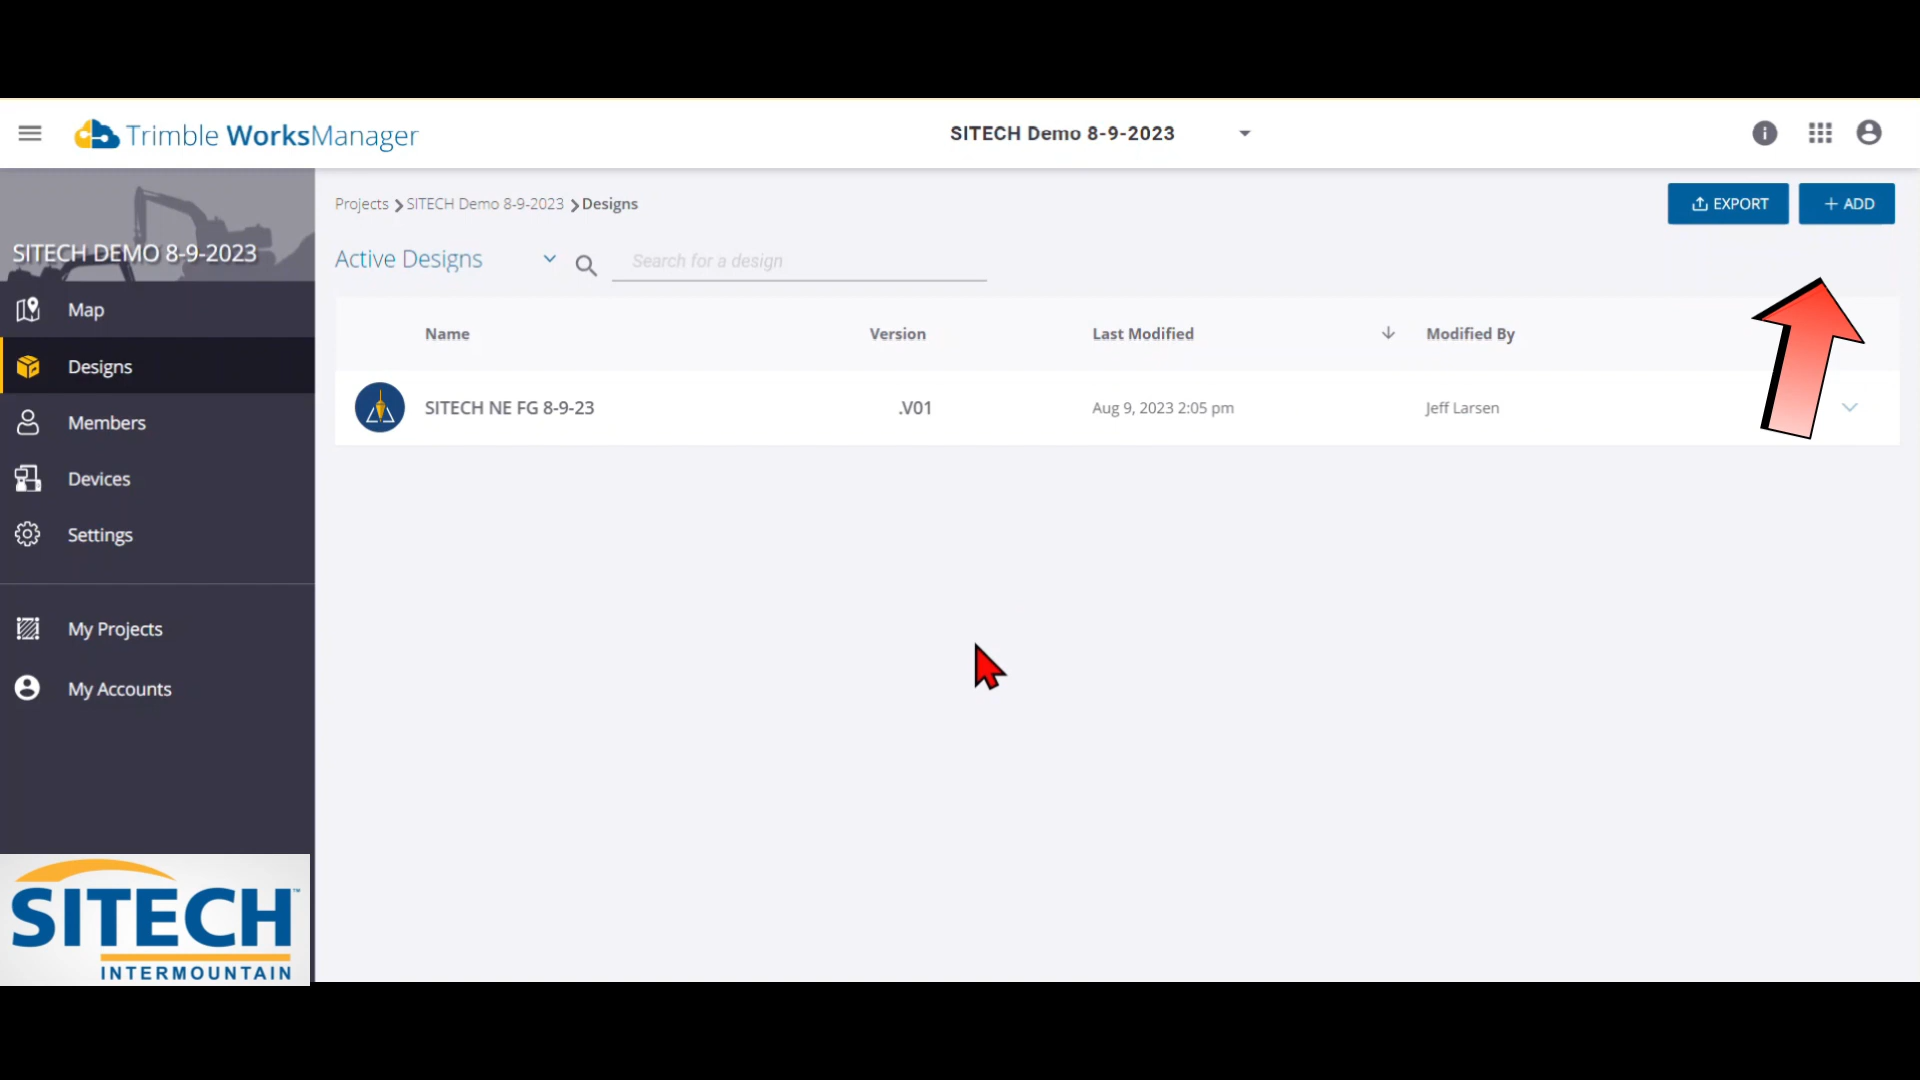 Trimble WorksManager
SITECH Demo 8-9-2023
SITECH DEMO 8-9-2023
Map
Designs
Members
Devices
Settings
My Projects
My Accounts
SITECH™
INTERMOUNTAIN
Projects > SITECH Demo 8-9-2023 > Designs
EXPORT
+ ADD
Active Designs
Search for a design
Name Version Last Modified Modified By
SITECH NE FG 8-9-23 .V01 Aug 9, 2023 2:05 pm Jeff Larsen